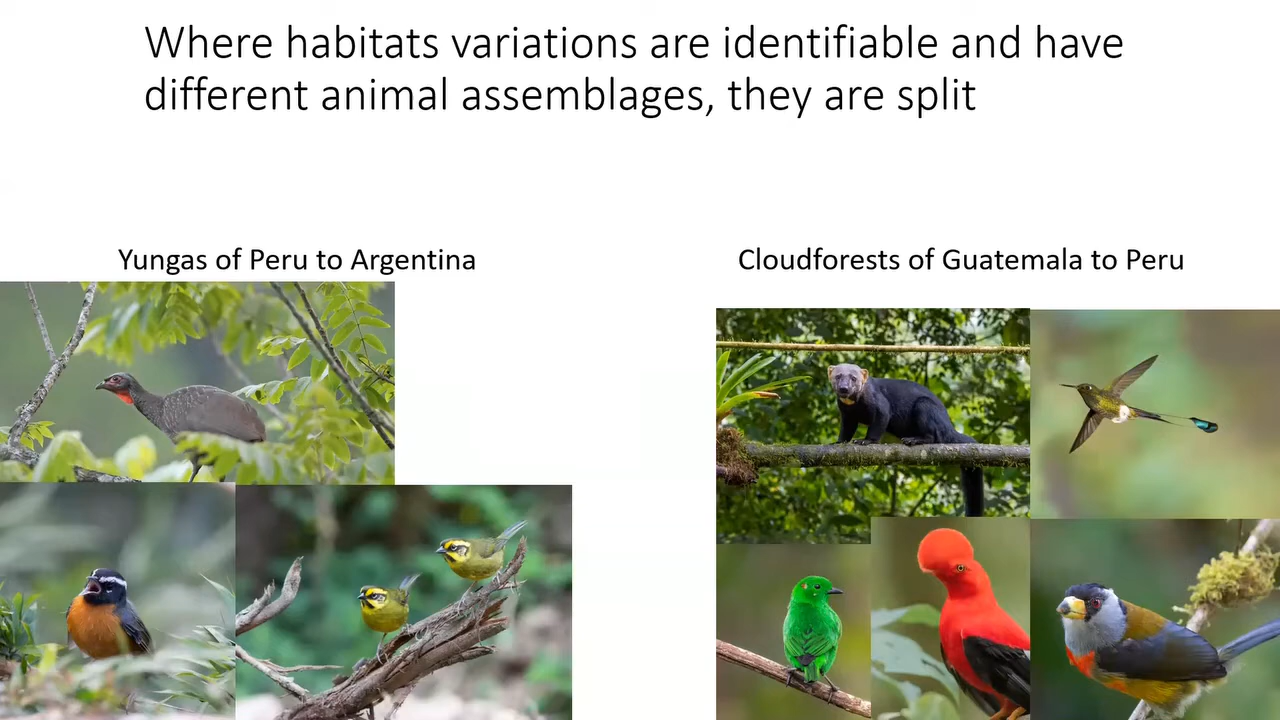 Where habitats variations are identifiable and have
different animal assemblages, they are split
Yungas of Peru to Argentina
Cloudforests of Guatemala to Peru